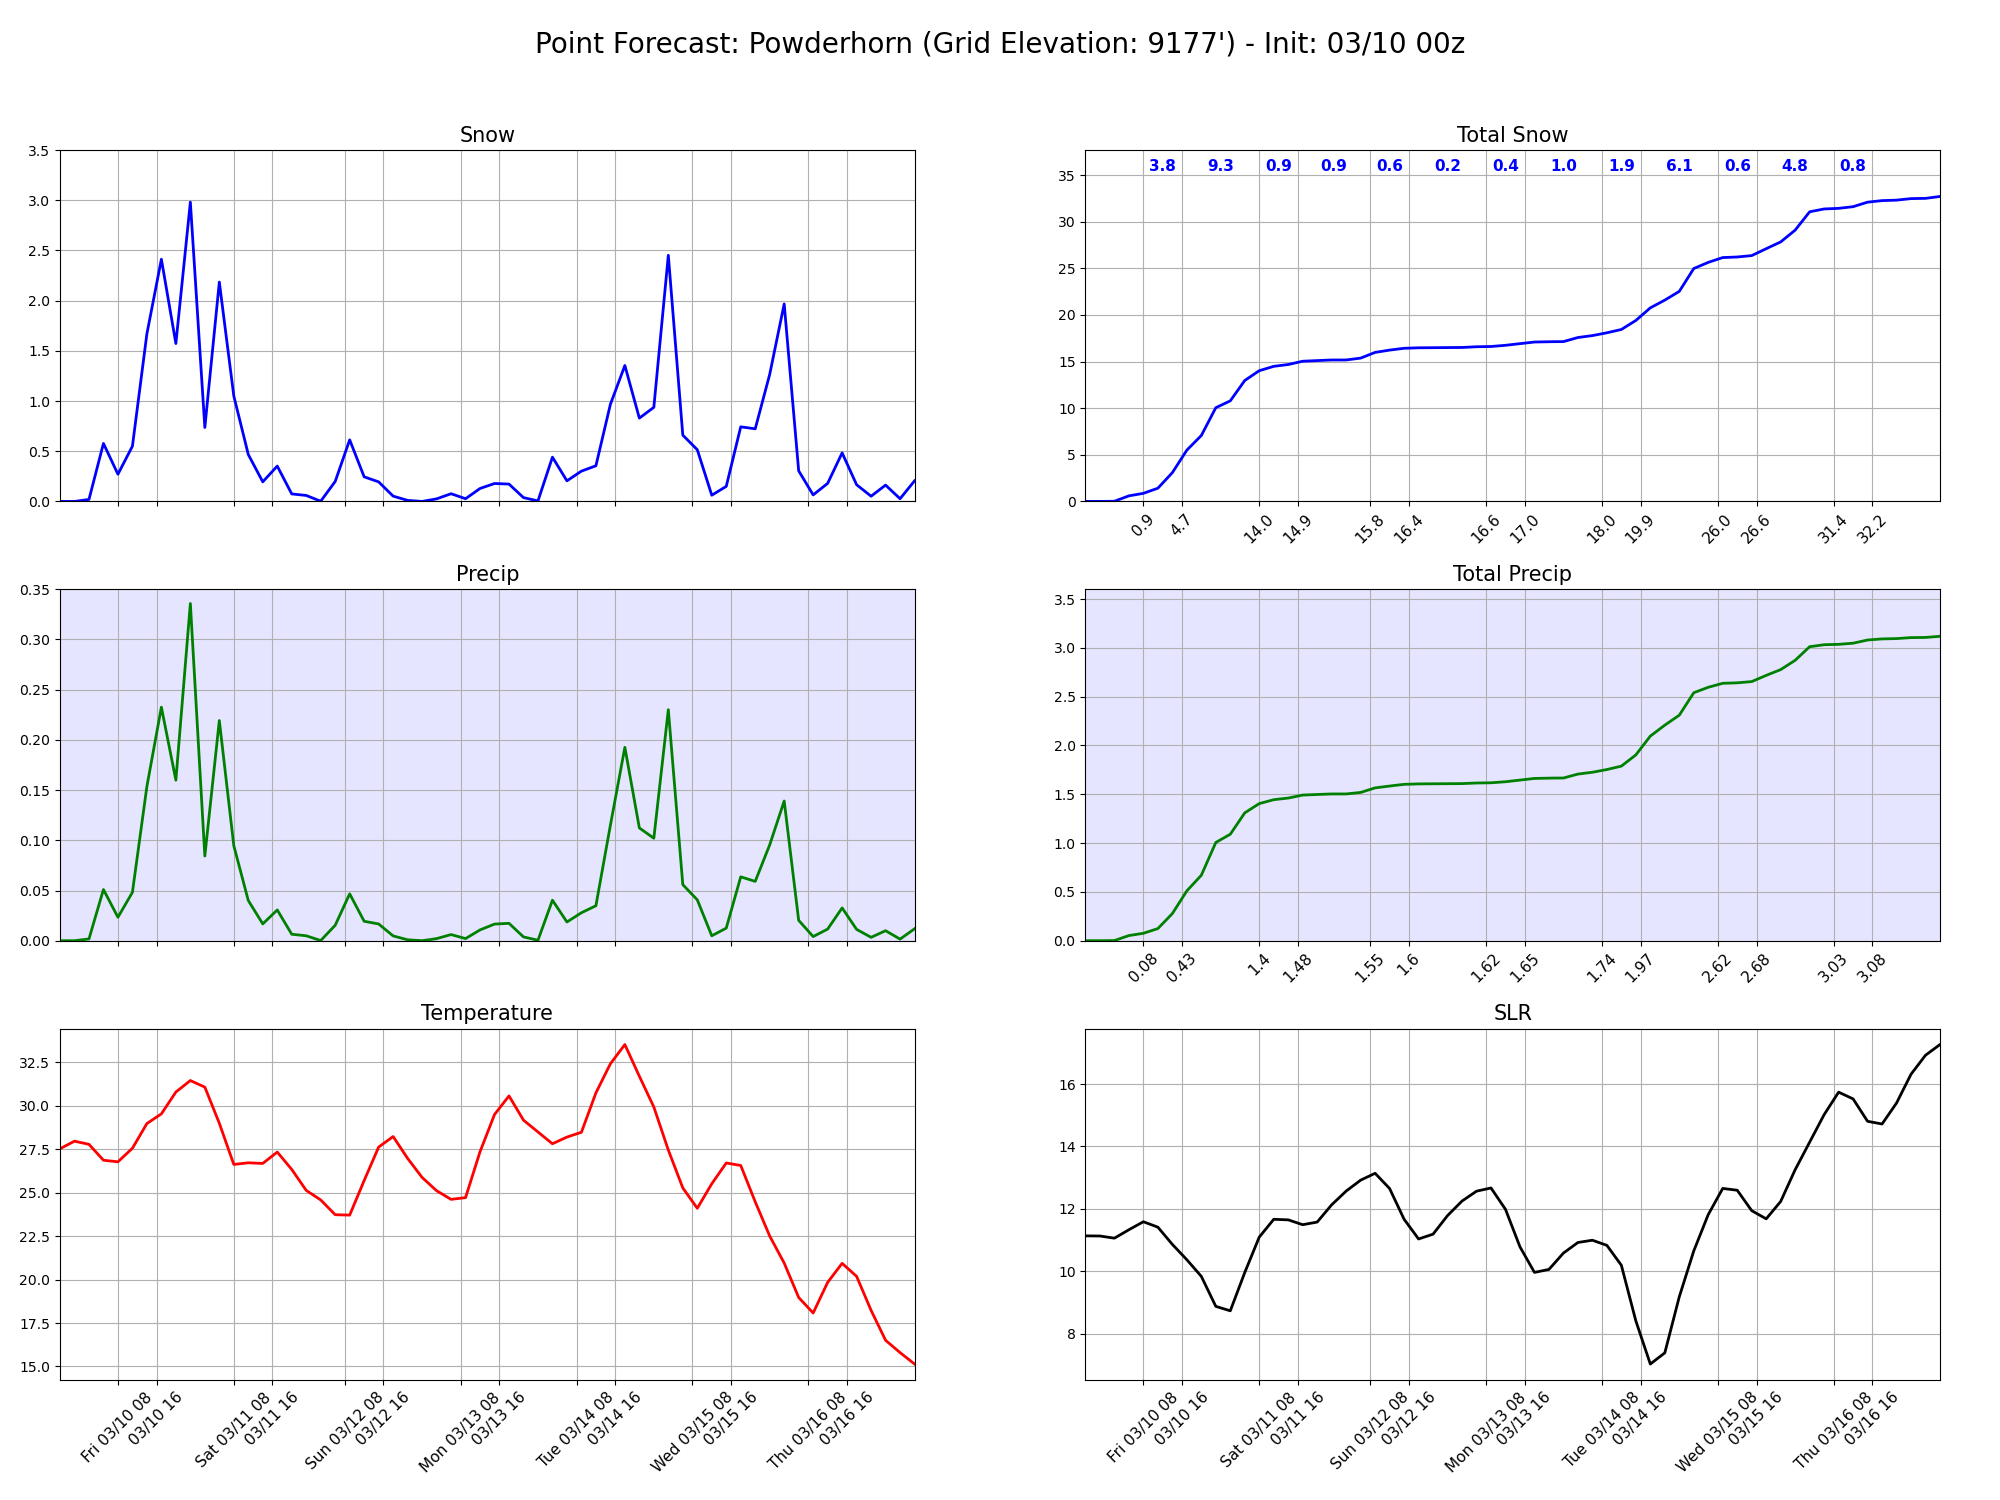 Point Forecast: Powderhorn (Grid Elevation: 9177') - Init: 03/10 00z
Snow
3.5
3.0
2.5
2.0
1.5
1.0
0.5
0.0
Total Snow
3.8 9.3 0.9 0.9 0.6 0.2 0.4 1.0 1.9 6.1 0.6 4.8 0.8
35
30
25
20
15
10
5
0
0.9 4.7 14.0 14.9 15.8 16.4 16.6 17.0 18.0 19.9 26.0 26.6 31.4 32.2
Precip
0.35
0.30
0.25
0.20
0.15
0.10
0.05
0.00
Total Precip
3.5
3.0
2.5
2.0
1.5
1.0
0.5
0.0
0.08 0.43 1.4 1.48 1.55 1.6 1.62 1.65 1.74 1.97 2.62 2.68 3.03 3.08
Temperature
32.5
30.0
27.5
25.0
22.5
20.0
17.5
15.0
Fri 03/10 08
03/10 16
Sat 03/11 08
03/11 16
Sun 03/12 08
03/12 16
Mon 03/13 08
03/13 16
Tue 03/14 08
03/14 16
Wed 03/15 08
03/15 16
Thu 03/16 08
03/16 16
SLR
16
14
12
10
8
Fri 03/10 08
03/10 16
Sat 03/11 08
03/11 16
Sun 03/12 08
03/12 16
Mon 03/13 08
03/13 16
Tue 03/14 08
03/14 16
Wed 03/15 08
03/15 16
Thu 03/16 08
03/16 16